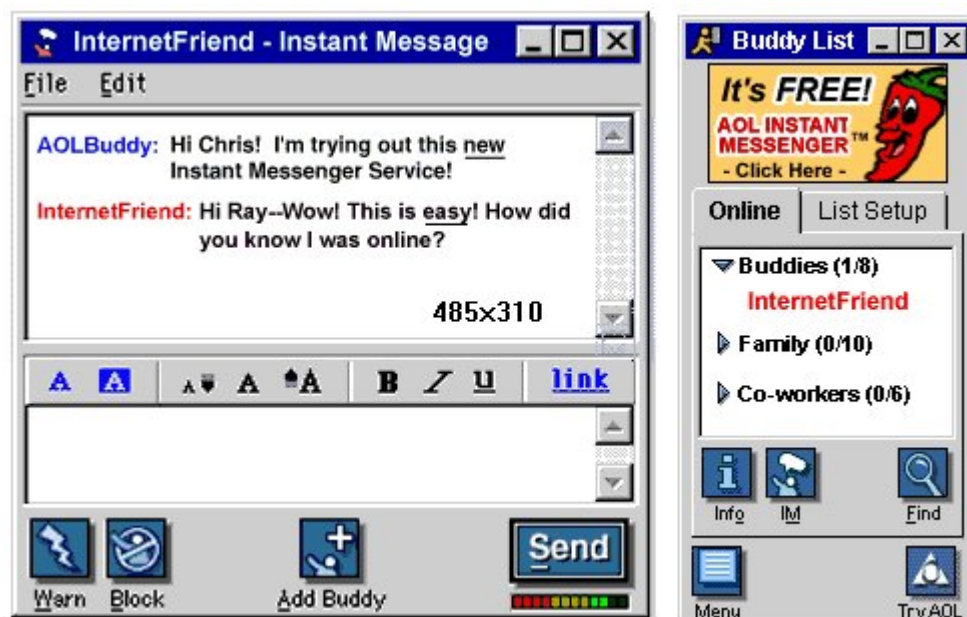 InternetFriend - Instant Message
File Edit
AOLBuddy: Hi Chris! I'm trying out this new
Instant Messenger Service!
InternetFriend: Hi Ray--Wow! This is easy! How did
you know I was online?
485x310
A A A A A B I U link
Warn Block Add Buddy Send
Buddy List
It's FREE!
AOL INSTANT
MESSENGER™
- Click Here -
Online List Setup
Buddies (1/8)
InternetFriend
Family (0/10)
Co-workers (0/6)
Info IM Find
Menu Try AOL